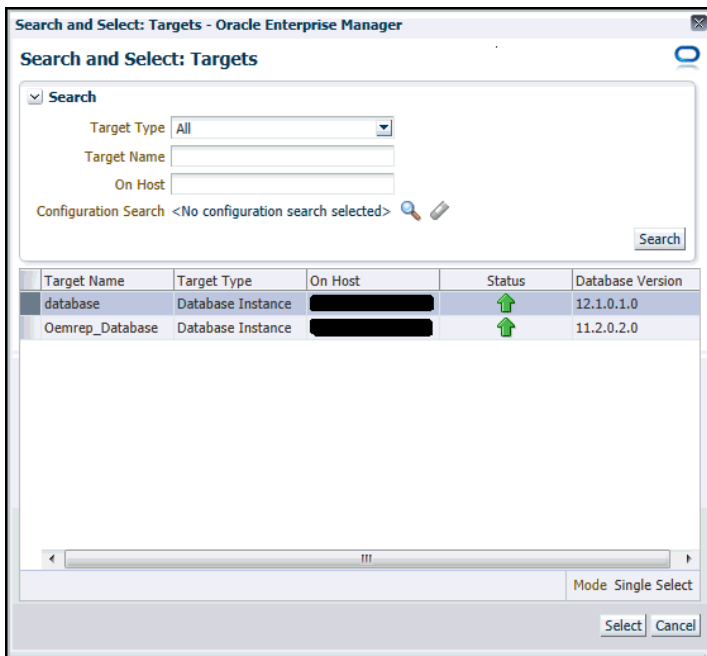 Search and Select: Targets - Oracle Enterprise Manager
Search and Select: Targets
Search
Target Type All
Target Name
On Host
Configuration Search <No configuration search selected>
Search
Target Name Target Type On Host Status Database Version
database Database Instance 12.1.0.1.0
Oemrep_Database Database Instance 11.2.0.2.0
Mode Single Select
Select Cancel